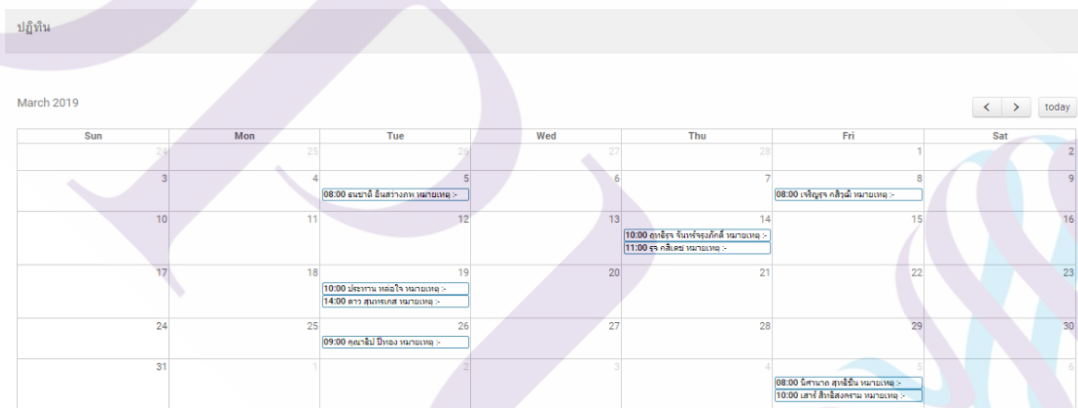 ปฏิทิน
March 2019
today
Sun Mon Tue Wed Thu Fri Sat
24 25 26 27 28 1 2
3 4 5 6 7 8 9
08:00 ธนชาติ อินสว่างภพ หมายเหตุ :-
08:00 เจริญรุจ กสิวุฒิ หมายเหตุ :-
10 11 12 13 14 15 16
10:00 สุทธิรุจ จันทร์จรุงภักดิ์ หมายเหตุ :-
11:00 รุจ กสิเดช หมายเหตุ :-
17 18 19 20 21 22 23
10:00 ประทาน หล่อใจ หมายเหตุ :-
14:00 ดาว สุนทรเกส หมายเหตุ :-
24 25 26 27 28 29 30
09:00 คุณาธิป ปีทอง หมายเหตุ :-
31 1 2 3 4 5 6
08:00 นิศานาถ สุทธิชื่น หมายเหตุ :-
10:00 เสาร์ สิทธิสงคราม หมายเหตุ :-